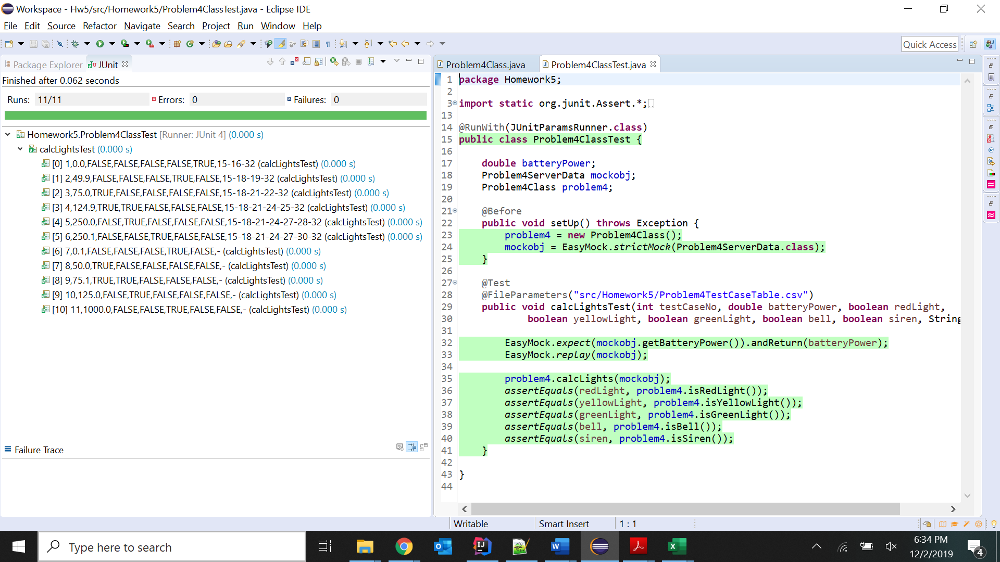 Workspace - Hw5/src/Homework5/Problem4ClassTest.java - Eclipse IDE
File Edit Source Refactor Navigate Search Project Run Window Help
Quick Access
Package Explorer JUnit
Finished after 0.062 seconds
Runs: 11/11 Errors: 0 Failures: 0
Homework5.Problem4ClassTest [Runner: JUnit 4] (0.000 s)
calcLightsTest (0.000 s)
[0] 1,0.0,FALSE,FALSE,FALSE,FALSE,TRUE,15-16-32 (calcLightsTest) (0.000 s)
[1] 2,49.9,FALSE,FALSE,FALSE,TRUE,FALSE,15-18-19-32 (calcLightsTest) (0.000 s)
[2] 3,75.0,TRUE,FALSE,FALSE,FALSE,FALSE,15-18-21-22-32 (calcLightsTest) (0.000 s)
[3] 4,124.9,TRUE,TRUE,FALSE,FALSE,FALSE,15-18-21-24-25-32 (calcLightsTest) (0.000 s)
[4] 5,250.0,FALSE,TRUE,FALSE,FALSE,FALSE,15-18-21-24-27-28-32 (calcLightsTest) (0.000 s)
[5] 6,250.1,FALSE,FALSE,TRUE,FALSE,FALSE,15-18-21-24-27-30-32 (calcLightsTest) (0.000 s)
[6] 7,0.1,FALSE,FALSE,FALSE,TRUE,FALSE,- (calcLightsTest) (0.000 s)
[7] 8,50.0,TRUE,FALSE,FALSE,FALSE,FALSE,- (calcLightsTest) (0.000 s)
[8] 9,75.1,TRUE,TRUE,FALSE,FALSE,FALSE,- (calcLightsTest) (0.000 s)
[9] 10,125.0,FALSE,TRUE,FALSE,FALSE,FALSE,- (calcLightsTest) (0.000 s)
[10] 11,1000.0,FALSE,FALSE,TRUE,FALSE,FALSE,- (calcLightsTest) (0.000 s)
Failure Trace
Problem4Class.java Problem4ClassTest.java
1 package Homework5;
2
3 import static org.junit.Assert.*;
13
14 @RunWith(JUnitParamsRunner.class)
15 public class Problem4ClassTest {
16
17 double batteryPower;
18 Problem4ServerData mockobj;
19 Problem4Class problem4;
20
21 @Before
22 public void setUp() throws Exception {
23 problem4 = new Problem4Class();
24 mockobj = EasyMock.strictMock(Problem4ServerData.class);
25 }
26
27 @Test
28 @FileParameters("src/Homework5/Problem4TestCaseTable.csv")
29 public void calcLightsTest(int testCaseNo, double batteryPower, boolean redLight,
30 boolean yellowLight, boolean greenLight, boolean bell, boolean siren, String
31
32 EasyMock.expect(mockobj.getBatteryPower()).andReturn(batteryPower);
33 EasyMock.replay(mockobj);
34
35 problem4.calcLights(mockobj);
36 assertEquals(redLight, problem4.isRedLight());
37 assertEquals(yellowLight, problem4.isYellowLight());
38 assertEquals(greenLight, problem4.isGreenLight());
39 assertEquals(bell, problem4.isBell());
40 assertEquals(siren, problem4.isSiren());
41 }
42
43 }
44
Writable Smart Insert 1 : 1
Type here to search
6:34 PM
12/2/2019
4